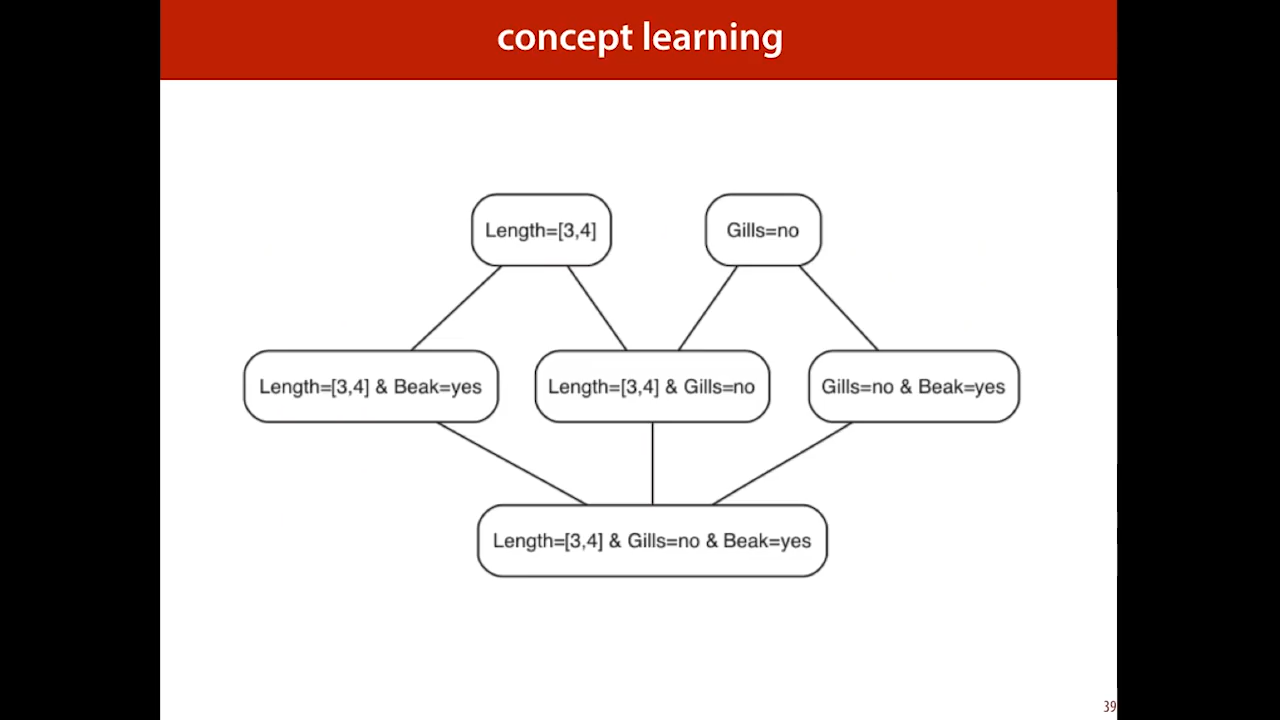 concept learning
Length=[3,4]
Gills=no
Length=[3,4] & Beak=yes
Length=[3,4] & Gills=no
Gills=no & Beak=yes
Length=[3,4] & Gills=no & Beak=yes
39